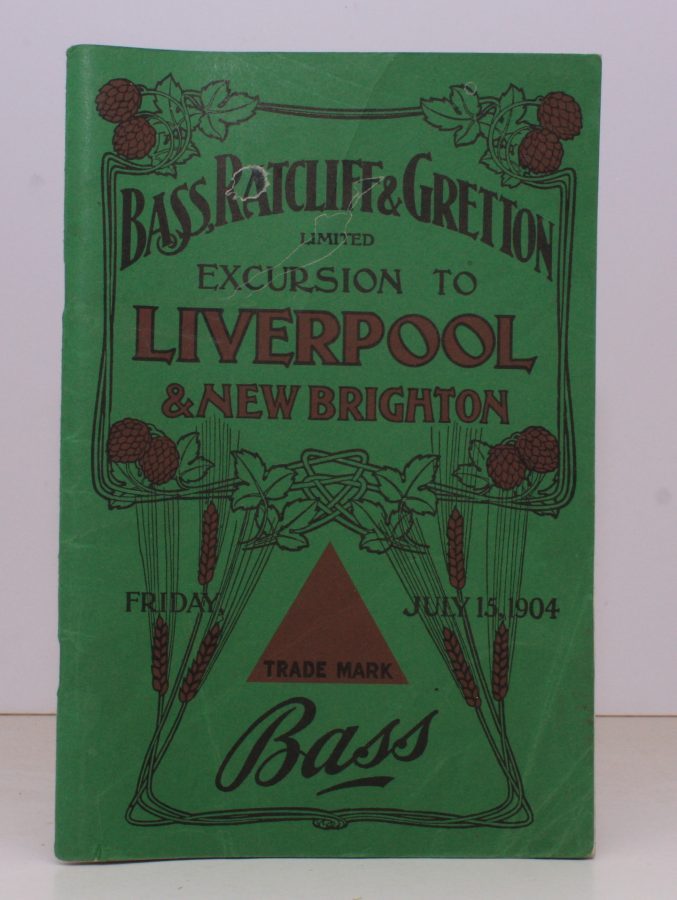 BASS, RATCLIFF & GRETTON
LIMITED
EXCURSION TO
LIVERPOOL
& NEW BRIGHTON
FRIDAY, JULY 15, 1904
TRADE MARK
Bass